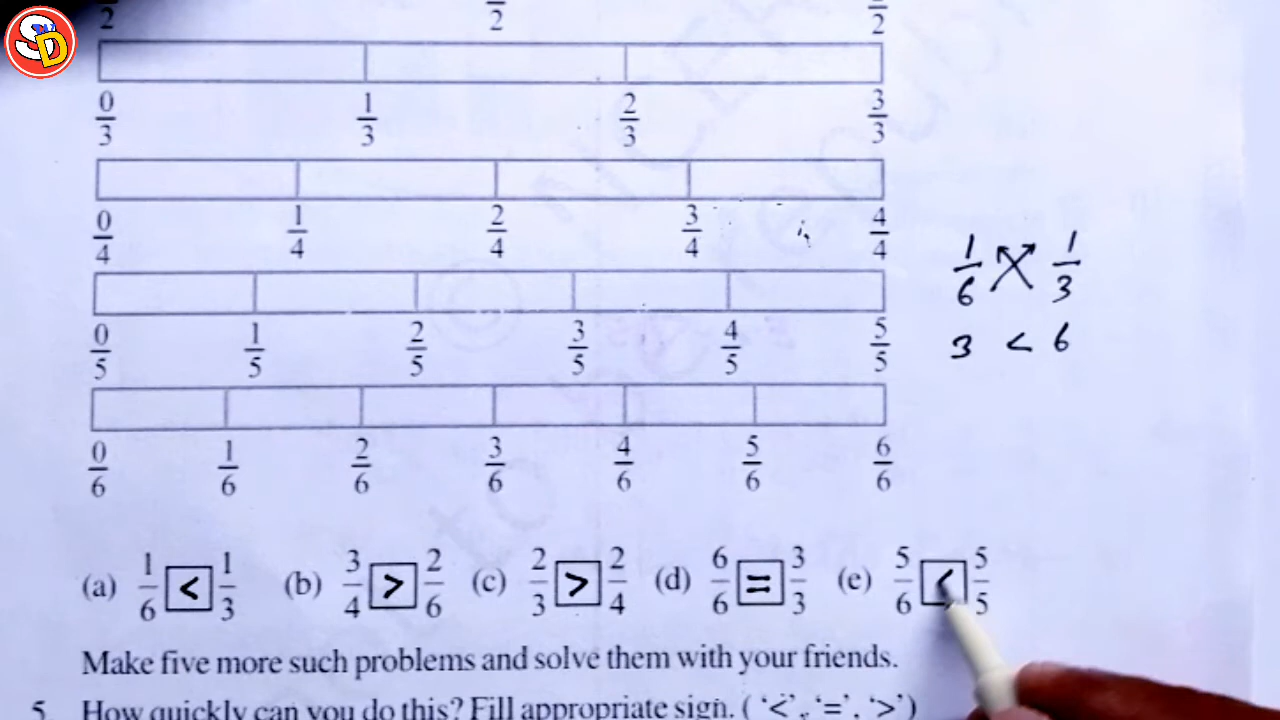 SD
2 2 2
0/3 1/3 2/3 3/3
0/4 1/4 2/4 3/4 4/4
1/6 1/3
3 < 6
0/5 1/5 2/5 3/5 4/5 5/5
0/6 1/6 2/6 3/6 4/6 5/6 6/6
(a) 1/6 < 1/3 (b) 3/4 > 2/6 (c) 2/3 > 2/4 (d) 6/6 = 3/3 (e) 5/6 < 5/5
Make five more such problems and solve them with your friends.
5. How quickly can you do this? Fill appropriate sign. ( ‘<’, ‘=’, ‘>’)